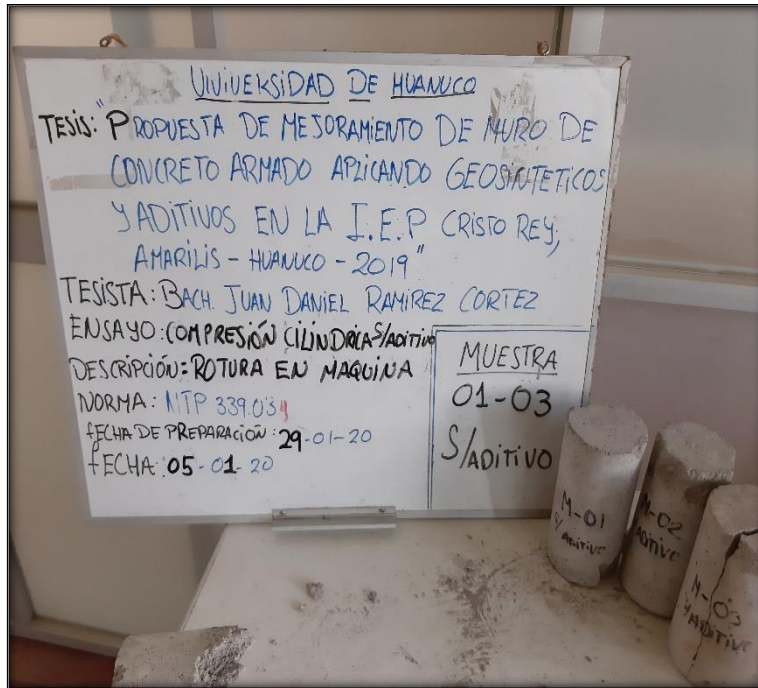 UNIVERSIDAD DE HUANUCO
TESIS: "PROPUESTA DE MEJORAMIENTO DE MURO DE
CONCRETO ARMADO APLICANDO GEOSINTETICOS
Y ADITIVOS EN LA I.E.P CRISTO REY,
AMARILIS - HUANUCO - 2019"
TESISTA: BACH. JUAN DANIEL RAMIREZ CORTEZ
ENSAYO: COMPRESIÓN CILINDRICA S/ADITIVO
DESCRIPCIÓN: ROTURA EN MAQUINA
NORMA: NTP 339.034
FECHA DE PREPARACIÓN: 29-01-20
FECHA: 05-01-20
MUESTRA
01-03
S/ADITIVO
M-01
S/ADITIVO
M-02
ADITIVO
M-03
S/ADITIVO